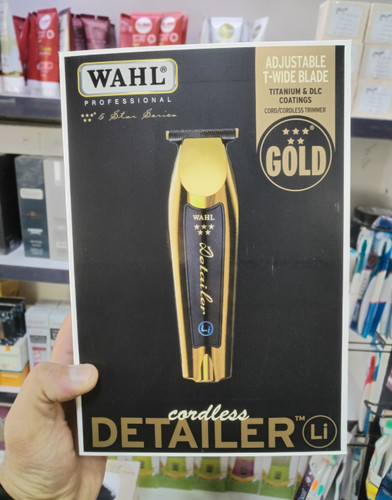 WAHL®
PROFESSIONAL
5 Star Series
ADJUSTABLE
T-WIDE BLADE
TITANIUM & DLC
COATINGS
CORD/CORDLESS TRIMMER
GOLD®
WAHL
Detailer
Li
cordless
DETAILER™ Li